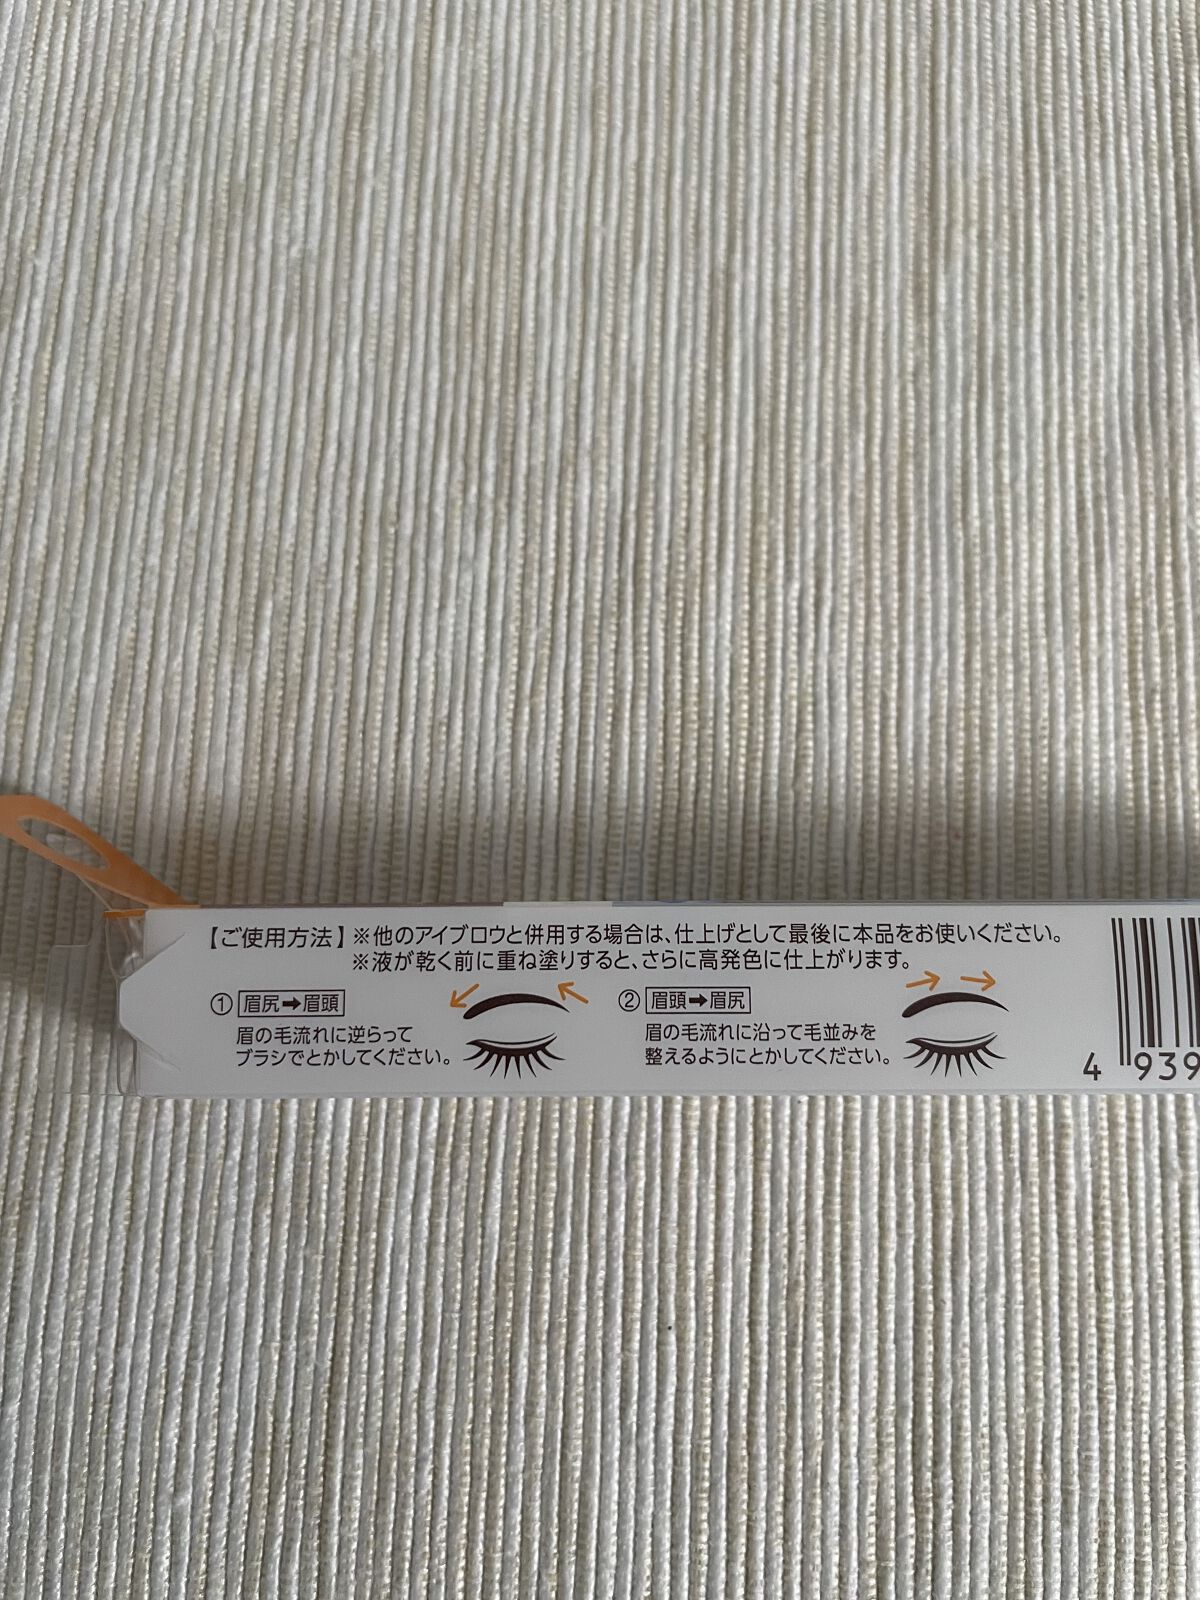 【ご使用方法】※他のアイブロウと併用する場合は、仕上げとして最後に本品をお使いください。
※液が乾く前に重ね塗りすると、さらに高発色に仕上がります。
① 眉尻➡眉頭
眉の毛流れに逆らって
ブラシでとかしてください。
② 眉頭➡眉尻
眉の毛流れに沿って毛並みを
整えるようにとかしてください。
4 939